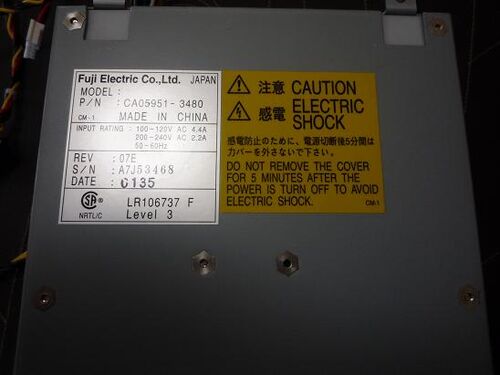 Fuji Electric Co.,Ltd. JAPAN
MODEL :
P/N : CA05951-3480
CM-1 MADE IN CHINA
INPUT RATING : 100-120V AC 4.4A
200-240V AC 2.2A
50-60Hz
REV : 07E
S/N : A7J53468
DATE : 0135
LR106737 F
NRTL/C Level 3
注意 CAUTION
感電 ELECTRIC
SHOCK
感電防止のために、電源切断後5分間は
カバーを外さないで下さい。
DO NOT REMOVE THE COVER
FOR 5 MINUTES AFTER THE
POWER IS TURN OFF TO AVOID
ELECTRIC SHOCK. CM-1